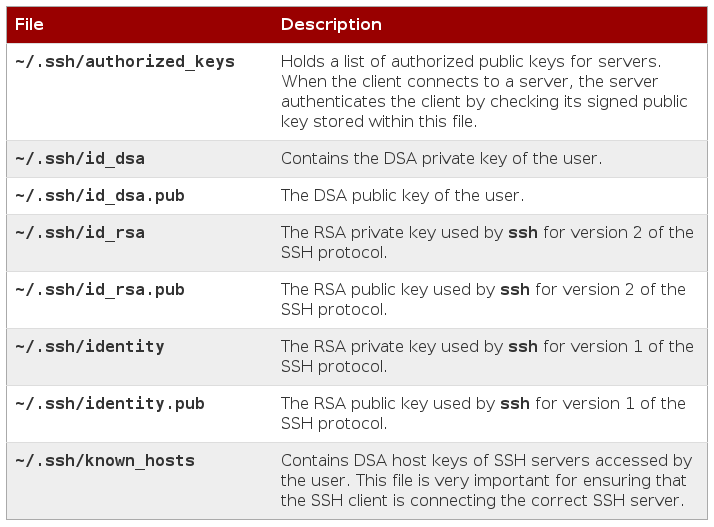 File Description
~/.ssh/authorized_keys Holds a list of authorized public keys for servers.
When the client connects to a server, the server
authenticates the client by checking its signed public
key stored within this file.
~/.ssh/id_dsa Contains the DSA private key of the user.
~/.ssh/id_dsa.pub The DSA public key of the user.
~/.ssh/id_rsa The RSA private key used by ssh for version 2 of the
SSH protocol.
~/.ssh/id_rsa.pub The RSA public key used by ssh for version 2 of the
SSH protocol.
~/.ssh/identity The RSA private key used by ssh for version 1 of the
SSH protocol.
~/.ssh/identity.pub The RSA public key used by ssh for version 1 of the
SSH protocol.
~/.ssh/known_hosts Contains DSA host keys of SSH servers accessed by
the user. This file is very important for ensuring that
the SSH client is connecting the correct SSH server.